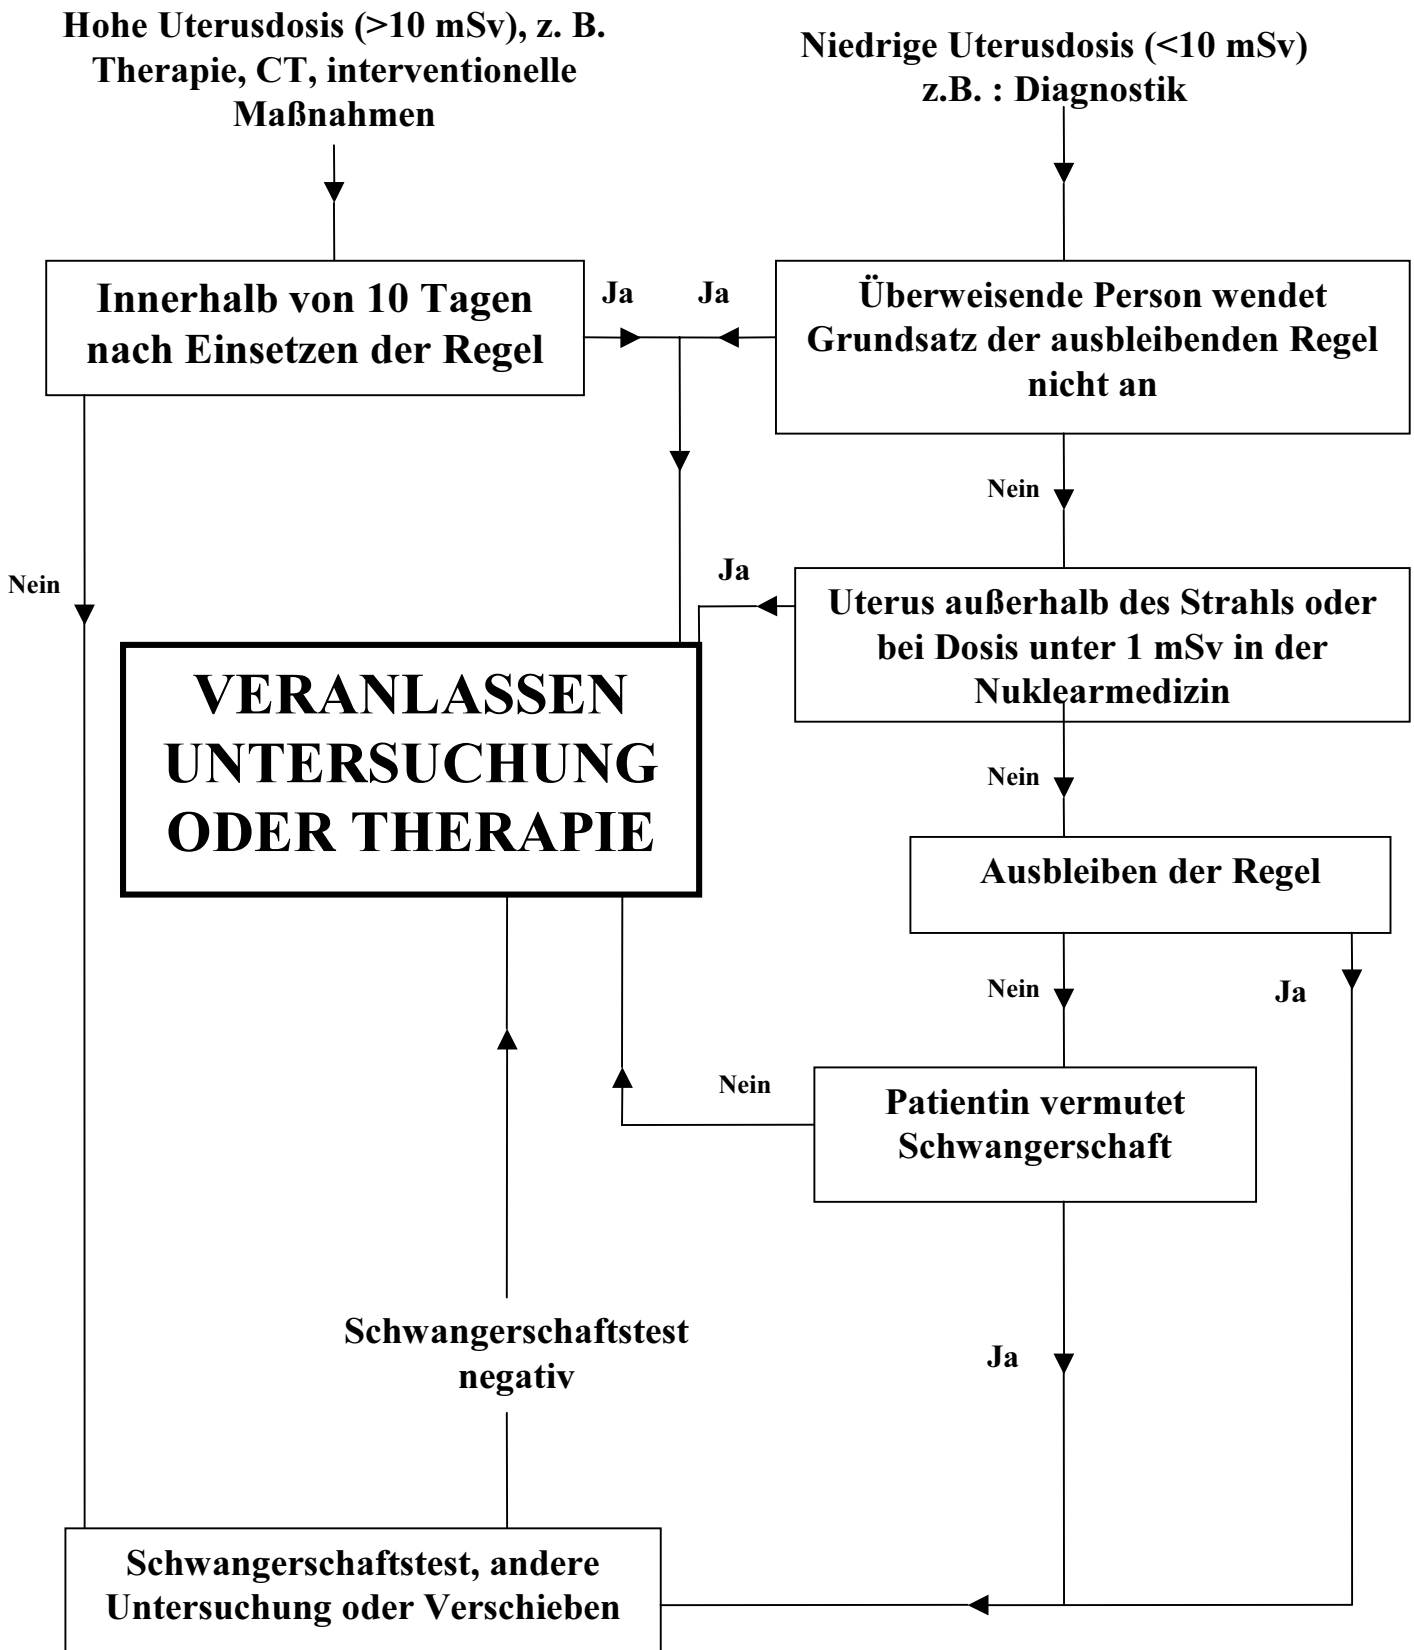 Hohe Uterusdosis (>10 mSv), z. B.
Therapie, CT, interventionelle
Maßnahmen
Niedrige Uterusdosis (<10 mSv)
z.B. : Diagnostik
Innerhalb von 10 Tagen
nach Einsetzen der Regel
Ja
Ja
Überweisende Person wendet
Grundsatz der ausbleibenden Regel
nicht an
Nein
Nein
Ja
Uterus außerhalb des Strahls oder
bei Dosis unter 1 mSv in der
Nuklearmedizin
VERANLASSEN
UNTERSUCHUNG
ODER THERAPIE
Nein
Ausbleiben der Regel
Nein
Ja
Nein
Patientin vermutet
Schwangerschaft
Schwangerschaftstest
negativ
Ja
Schwangerschaftstest, andere
Untersuchung oder Verschieben